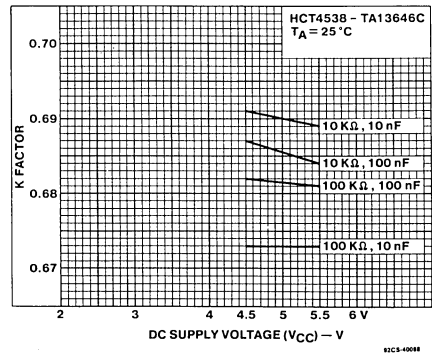 HCT4538 - TA13646C
TA = 25°C
0.70
0.69
0.68
0.67
K FACTOR
10 KΩ, 10 nF
10 KΩ, 100 nF
100 KΩ, 100 nF
100 KΩ, 10 nF
2 3 4 4.5 5 5.5 6 V
DC SUPPLY VOLTAGE (VCC) — V
92CS-40088